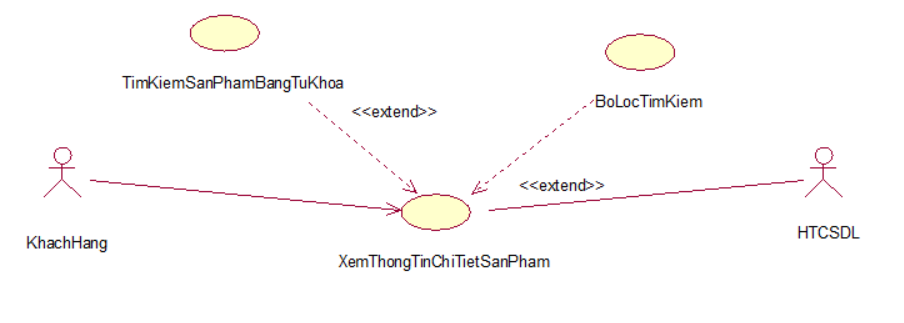 TimKiemSanPhamBangTuKhoa
BoLocTimKiem
<<extend>>
<<extend>>
KhachHang
HTCSDL
XemThongTinChiTietSanPham